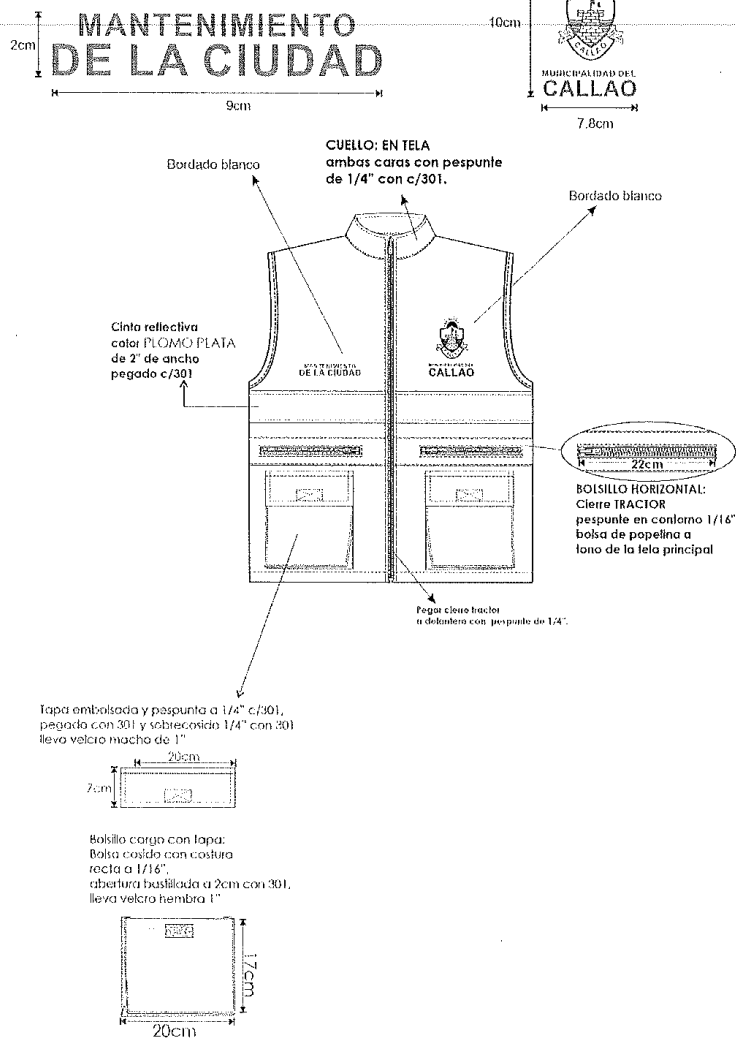 MANTENIMIENTO
DE LA CIUDAD
2cm
9cm
10cm
CALLAO
MUNICIPALIDAD DEL
CALLAO
7.8cm
Bordado blanco
CUELLO: EN TELA
ambas caras con pespunte
de 1/4" con c/301.
Bordado blanco
Cinta reflectiva
color PLOMO PLATA
de 2" de ancho
pegado c/301
MANTENIMIENTO
DE LA CIUDAD
MUNICIPALIDAD DEL
CALLAO
22cm
BOLSILLO HORIZONTAL:
Cierre TRACTOR
pespunte en contorno 1/16"
bolsa de popelina a
tono de la tela principal
Pegar cierre tractor
a delantero con pespunte de 1/4".
Tapa embolsada y pespunta a 1/4" c/301,
pegado con 301 y sobrecosido 1/4" con 301
lleva velcro macho de 1"
20cm
7cm
Bolsillo cargo con tapa:
Bolsa cosido con costura
recta a 1/16",
abertura bastillada a 2cm con 301,
lleva velcro hembra 1"
17cm
20cm